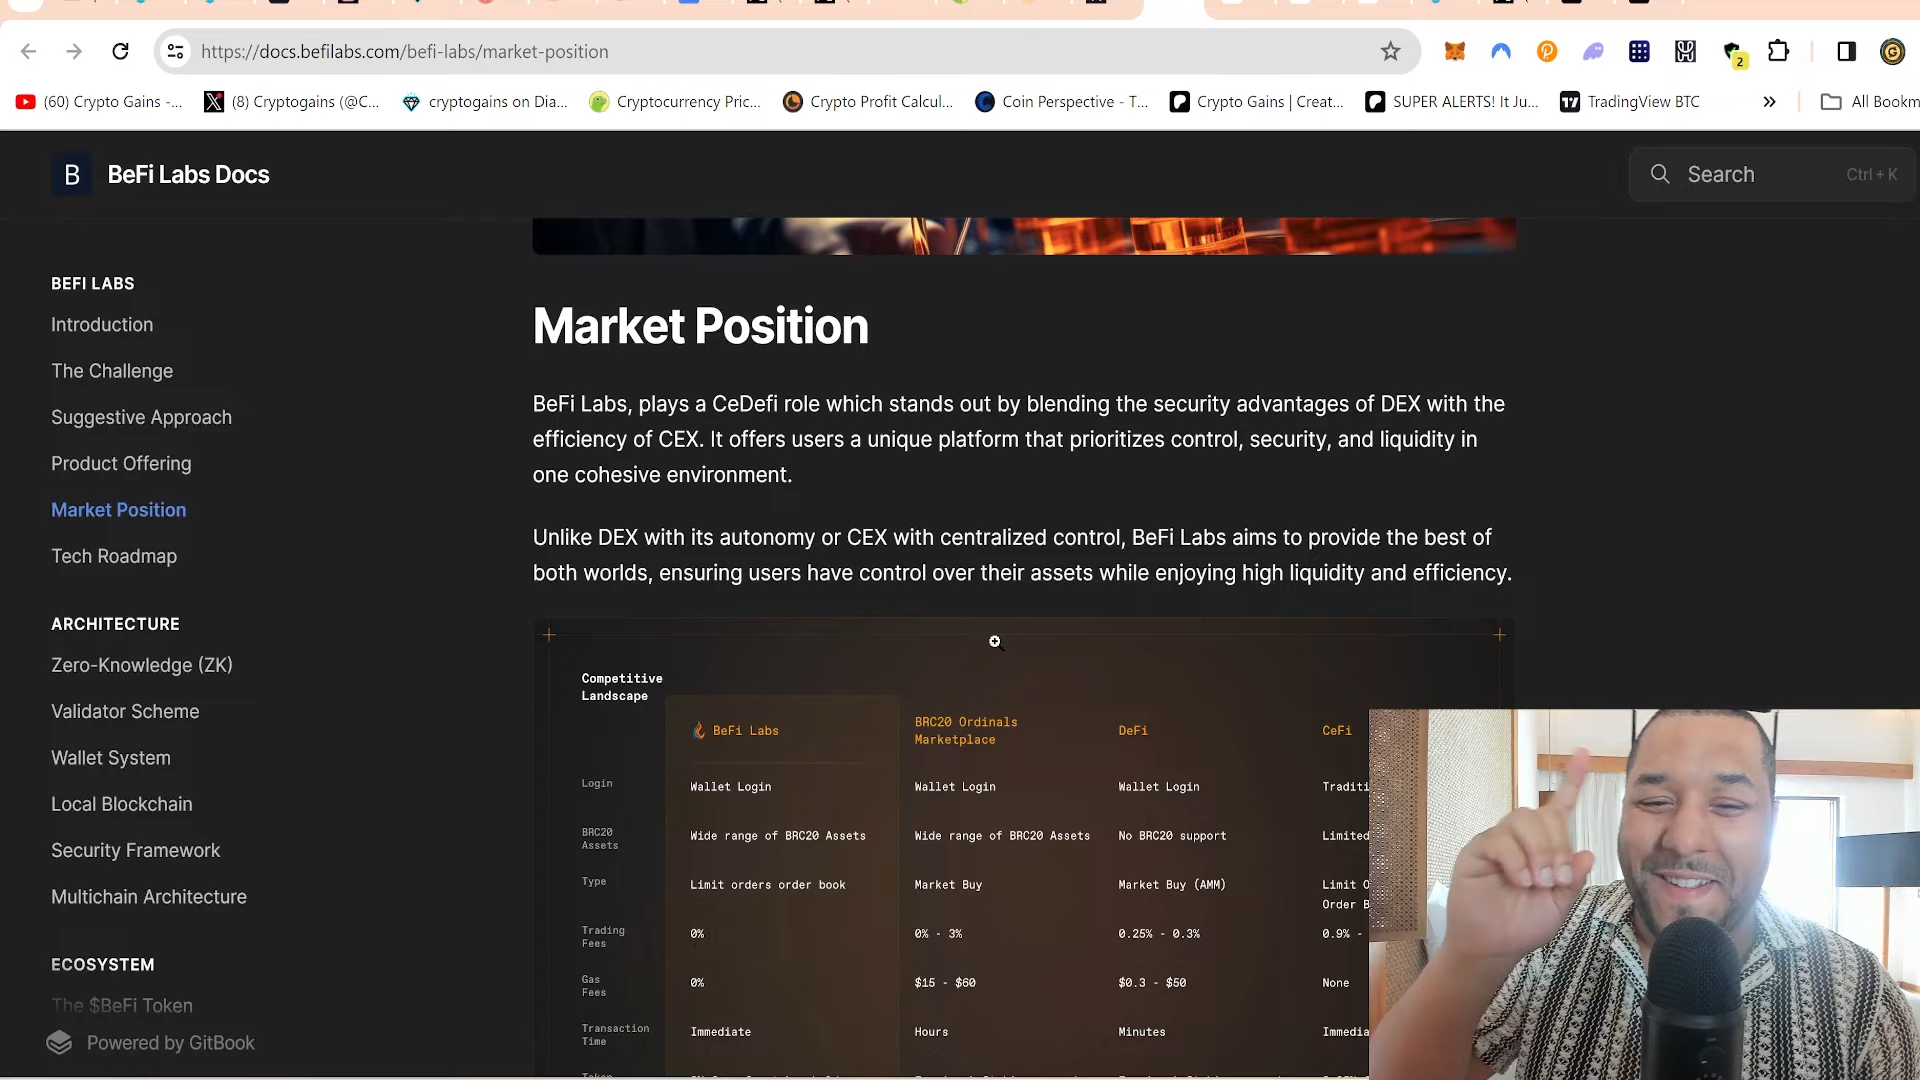 https://docs.befilabs.com/befi-labs/market-position
2
G
(60) Crypto Gains -...
(8) Cryptogains (@C...
cryptogains on Dia...
Cryptocurrency Pric...
Crypto Profit Calcul...
Coin Perspective - T...
Crypto Gains | Creat...
SUPER ALERTS! It Ju...
TradingView BTC
All Bookm
B
BeFi Labs Docs
Search
Ctrl + K
BEFI LABS
Introduction
The Challenge
Suggestive Approach
Product Offering
Market Position
Tech Roadmap
ARCHITECTURE
Zero-Knowledge (ZK)
Validator Scheme
Wallet System
Local Blockchain
Security Framework
Multichain Architecture
ECOSYSTEM
The $BeFi Token
Powered by GitBook
Market Position
BeFi Labs, plays a CeDefi role which stands out by blending the security advantages of DEX with the
efficiency of CEX. It offers users a unique platform that prioritizes control, security, and liquidity in
one cohesive environment.
Unlike DEX with its autonomy or CEX with centralized control, BeFi Labs aims to provide the best of
both worlds, ensuring users have control over their assets while enjoying high liquidity and efficiency.
Competitive
Landscape
BeFi Labs
BRC20 Ordinals
Marketplace
DeFi
CeFi
Login
Wallet Login
Wallet Login
Wallet Login
Traditi
BRC20
Assets
Wide range of BRC20 Assets
Wide range of BRC20 Assets
No BRC20 support
Limited
Type
Limit orders order book
Market Buy
Market Buy (AMM)
Limit O
Order B
Trading
Fees
0%
0% - 3%
0.25% - 0.3%
0.9% -
Gas
Fees
0%
$15 - $60
$0.3 - $50
None
Transaction
Time
Immediate
Hours
Minutes
Immedia